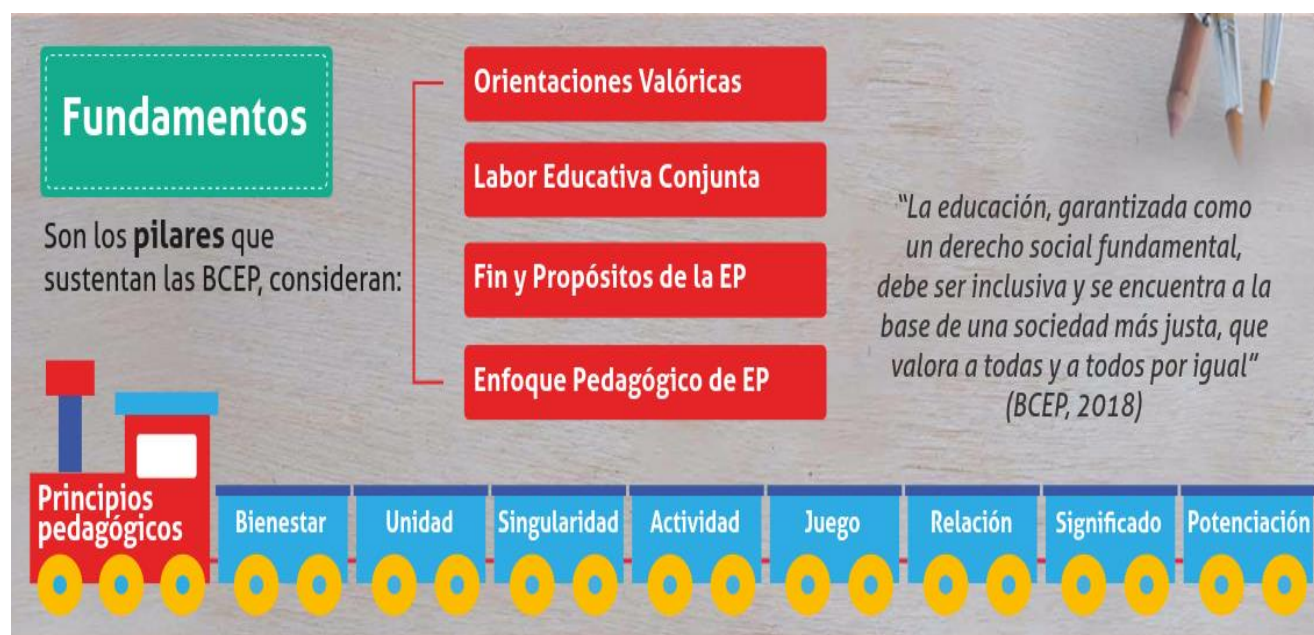 Fundamentos
Son los pilares que
sustentan las BCEP, consideran:
Orientaciones Valóricas
Labor Educativa Conjunta
Fin y Propósitos de la EP
Enfoque Pedagógico de EP
“La educación, garantizada como
un derecho social fundamental,
debe ser inclusiva y se encuentra a la
base de una sociedad más justa, que
valora a todas y a todos por igual”
(BCEP, 2018)
Principios
pedagógicos
Bienestar
Unidad
Singularidad
Actividad
Juego
Relación
Significado
Potenciación